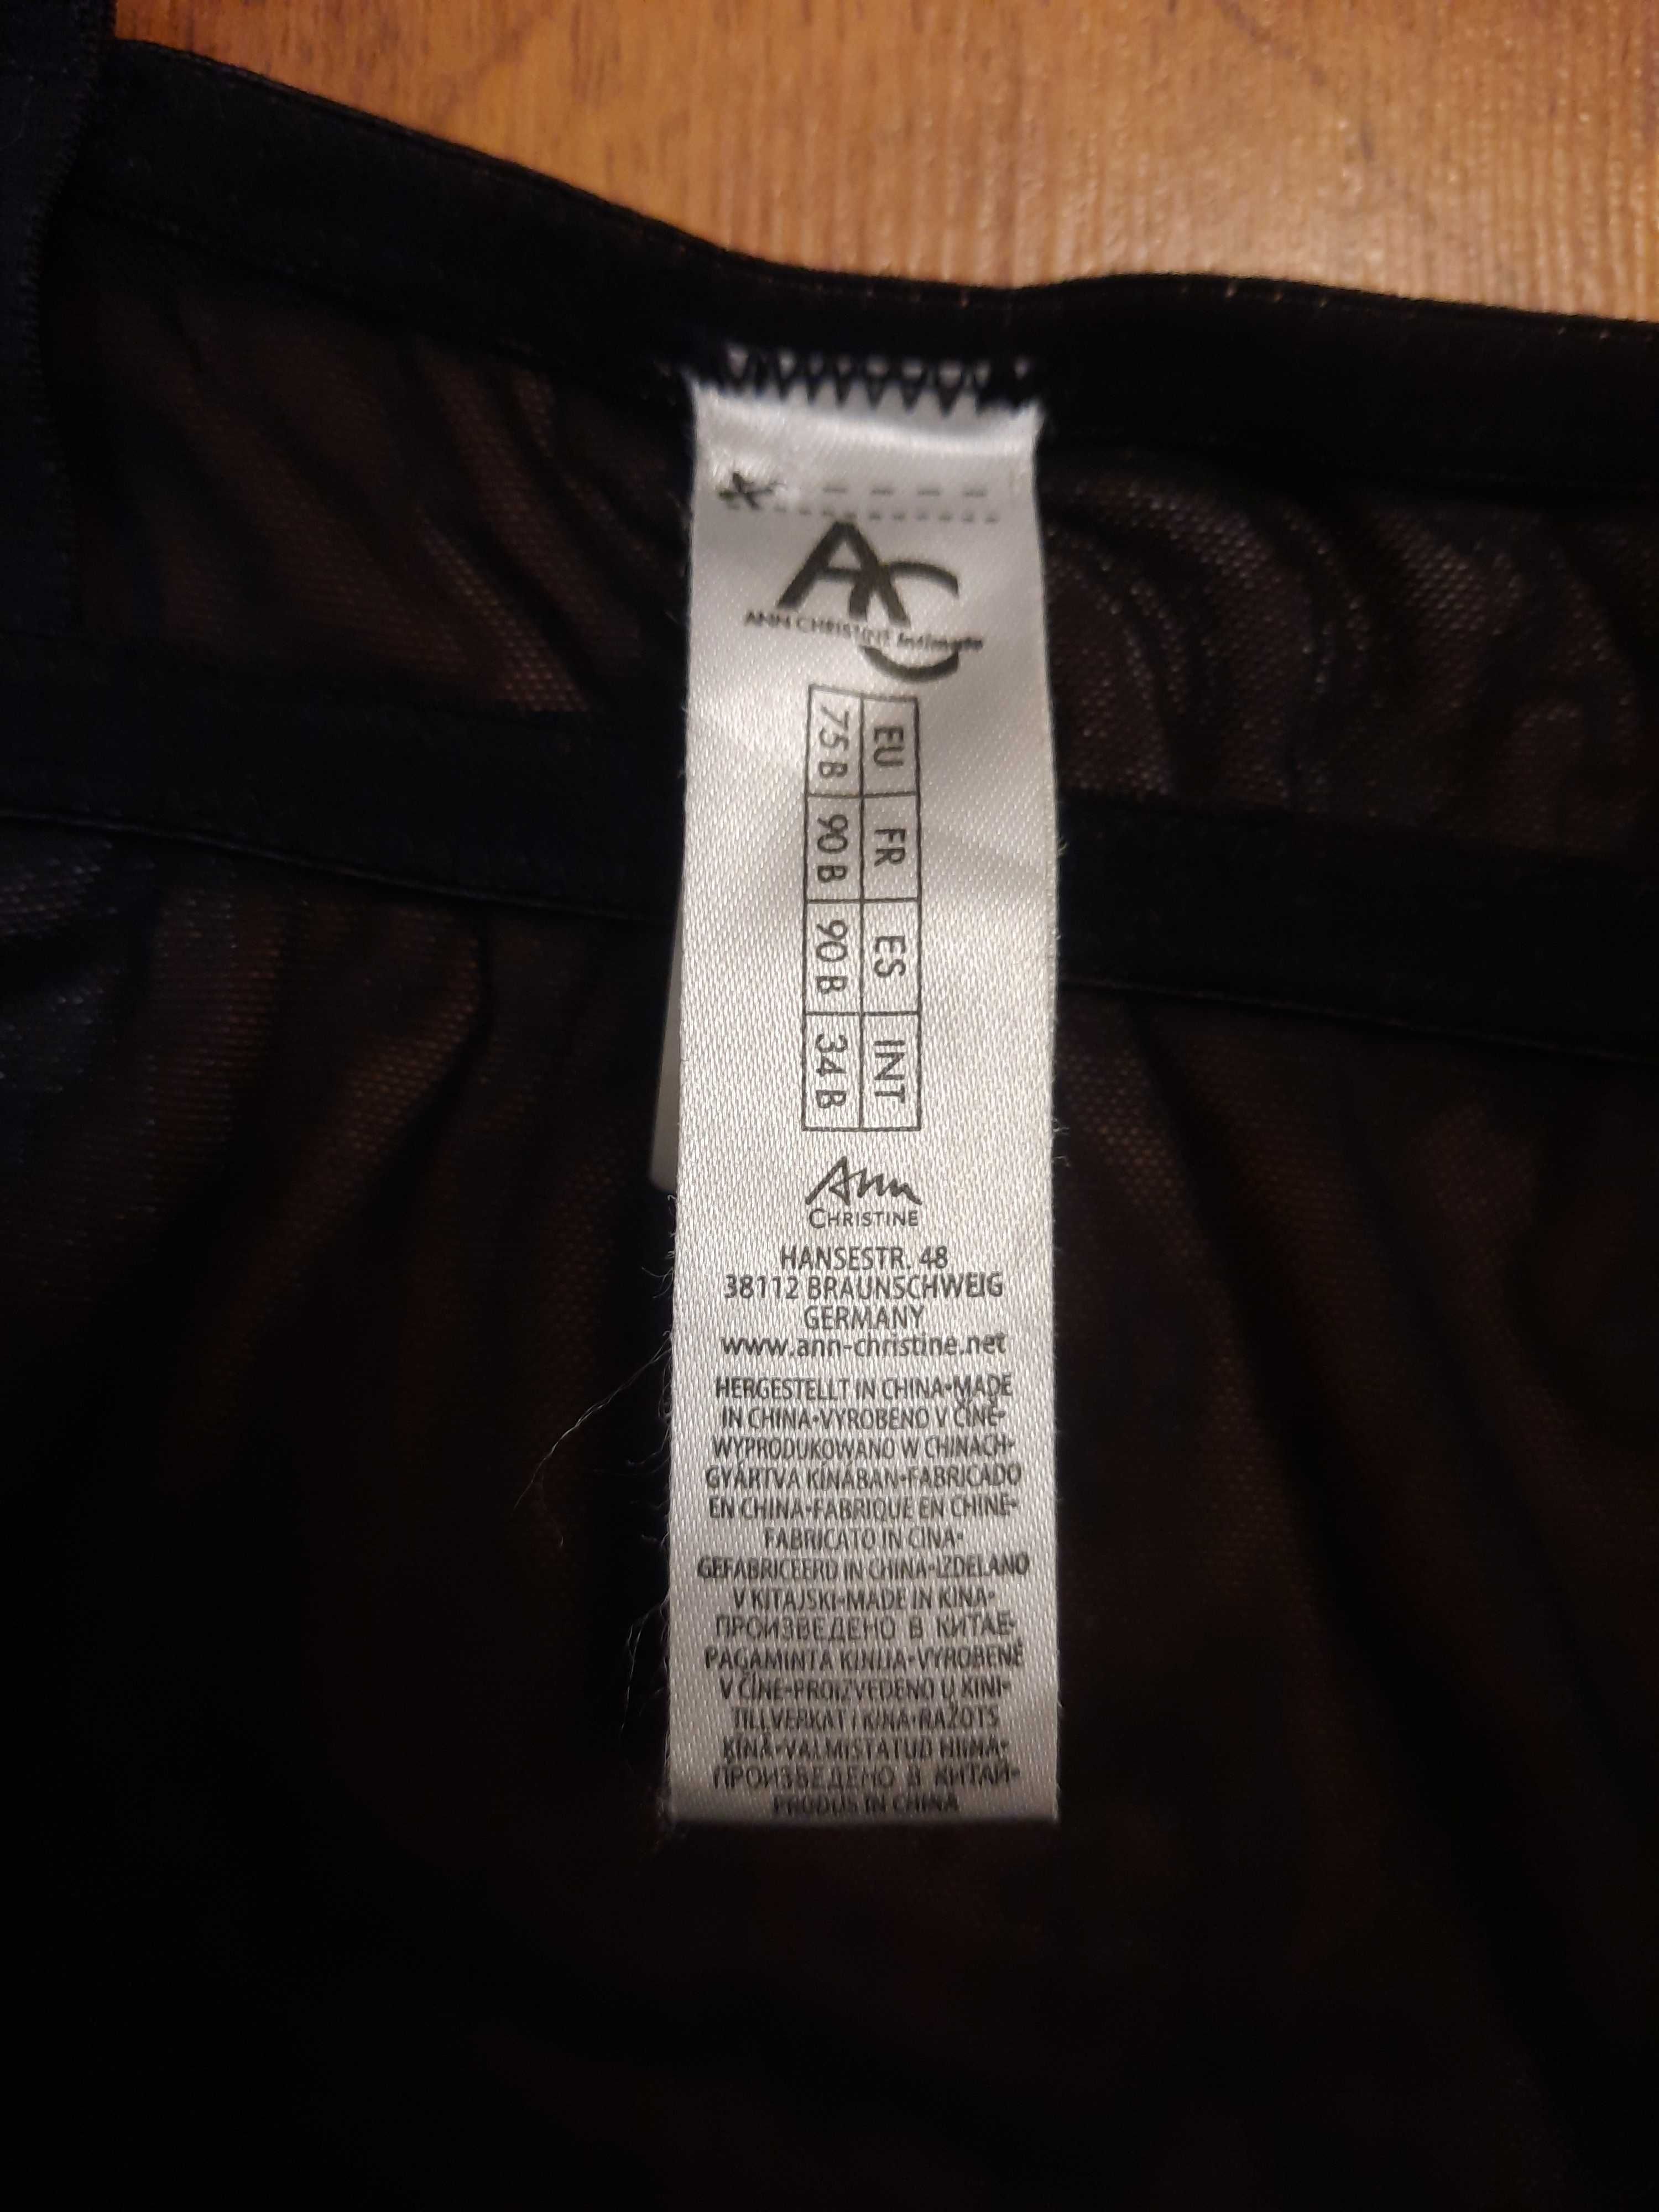 AC
ANN CHRISTINE Intimate
EU FR ES INT
75 B 90 B 90 B 34 B
Ann
CHRISTINE
HANSESTR. 48
38112 BRAUNSCHWEIG
GERMANY
www.ann-christine.net
HERGESTELLT IN CHINA•MADE
IN CHINA•VYROBENO V ČÍNĚ•
WYPRODUKOWANO W CHINACH•
GYÁRTVA KÍNÁBAN•FABRICADO
EN CHINA•FABRIQUE EN CHINE•
FABRICATO IN CINA•
GEFABRICEERD IN CHINA•IZDELANO
V KITAJSKI•MADE IN KINA•
ПРОИЗВЕДЕНО В КИТАЕ•
PAGAMINTA KINIJA•VYROBENÉ
V ČÍNE•PROIZVEDENO U KINI•
TILLVERKAT I KINA•RAŽOTS
ĶĪNĀ•VALMISTATUD HIINA•
ПРОИЗВЕДЕНО В КИТАЙ•
PRODUS IN CHINA